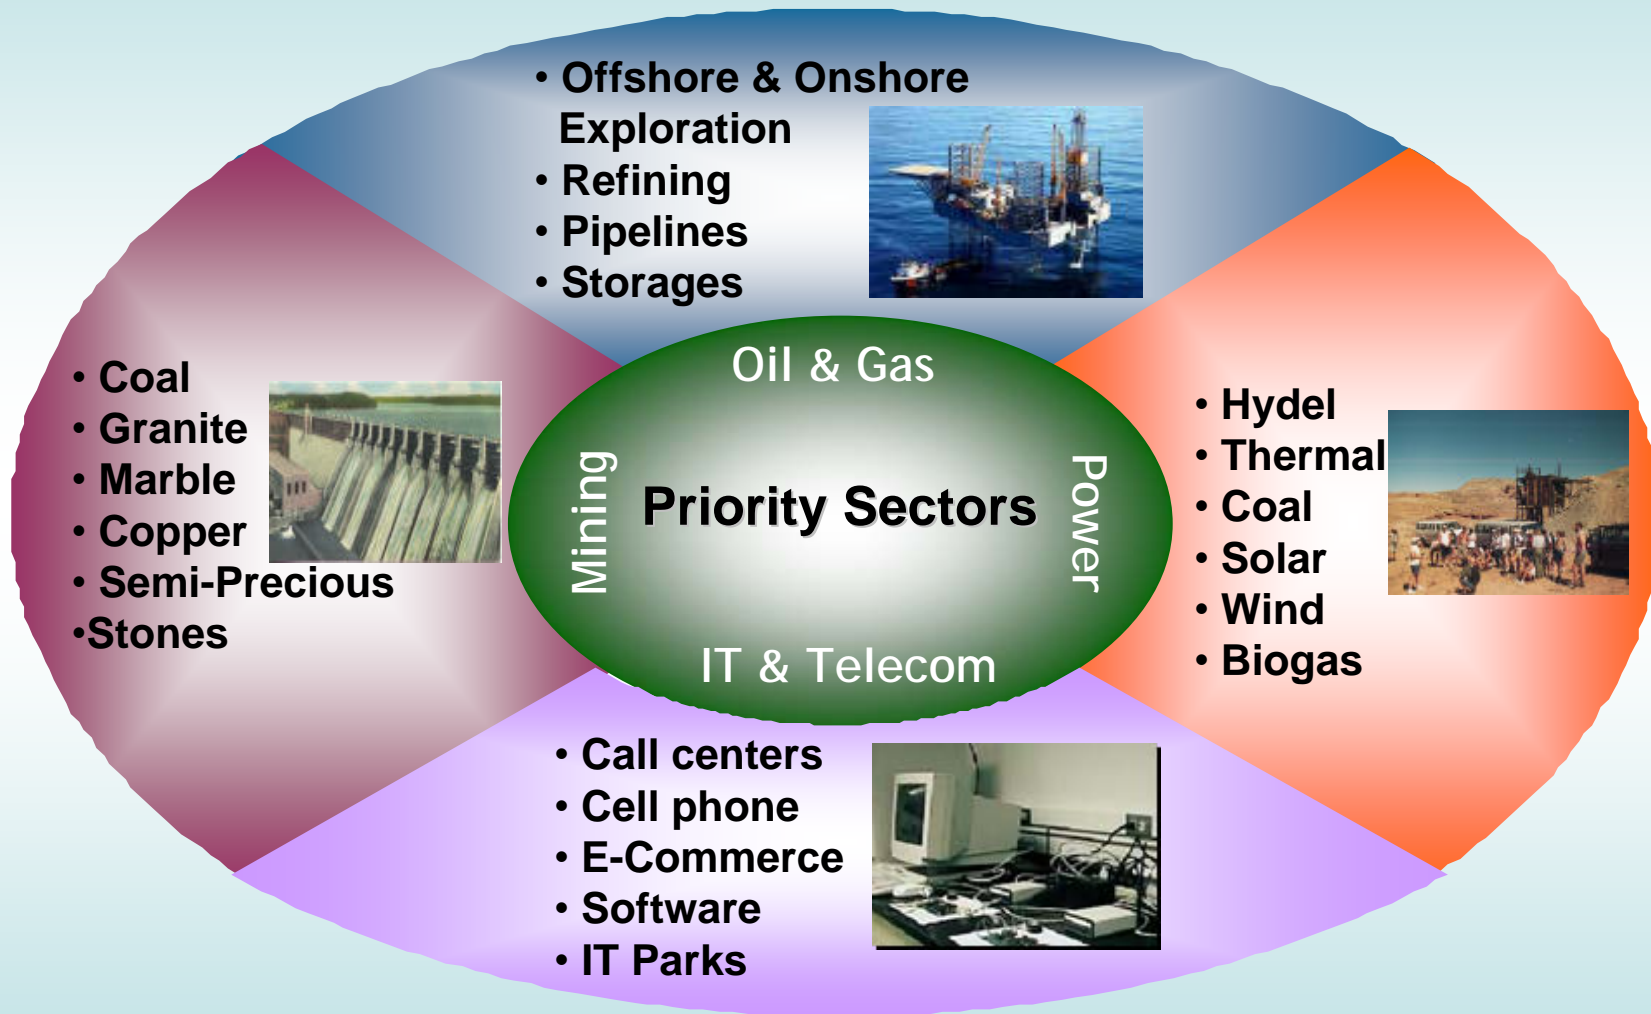 • Offshore & Onshore
Exploration
• Refining
• Pipelines
• Storages
• Coal
• Granite
• Marble
• Copper
• Semi-Precious
•Stones
Oil & Gas
Mining
Priority Sectors
Power
IT & Telecom
• Hydel
• Thermal
• Coal
• Solar
• Wind
• Biogas
• Call centers
• Cell phone
• E-Commerce
• Software
• IT Parks